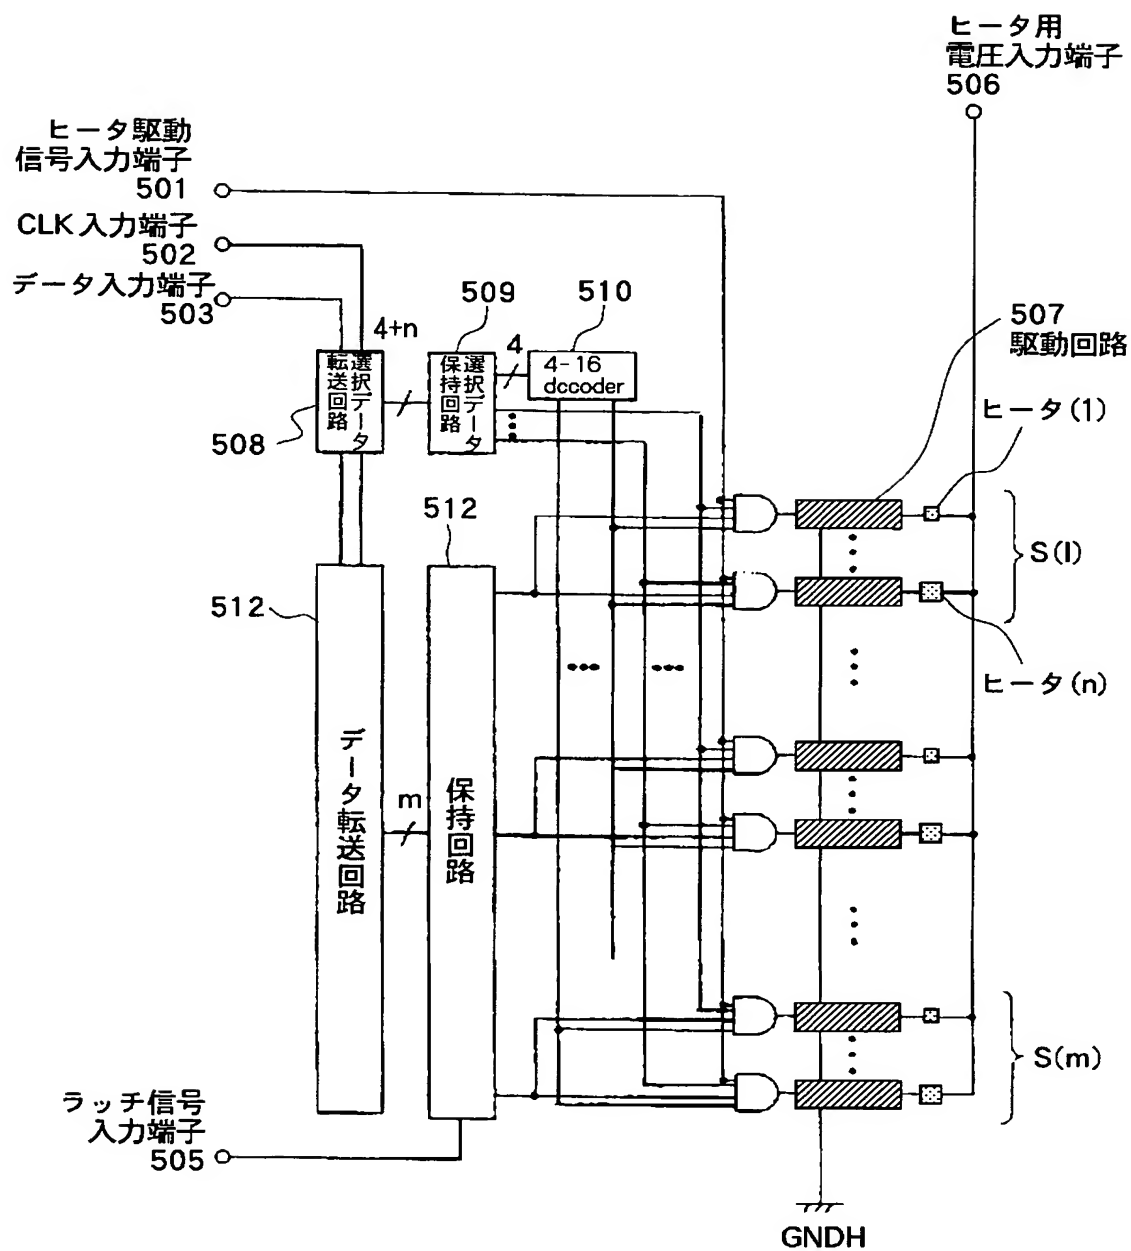 ヒータ用
電圧入力端子
506
ヒータ駆動
信号入力端子
501
CLK 入力端子
502
データ入力端子
503
4+n
509
510
4
507
駆動回路
選択データ
転送回路
選択データ
保持回路
4-16
dccoder
508
ヒータ(1)
512
S(l)
512
ヒータ(n)
データ転送回路
m
保持回路
S(m)
ラッチ信号
入力端子
505
GNDH